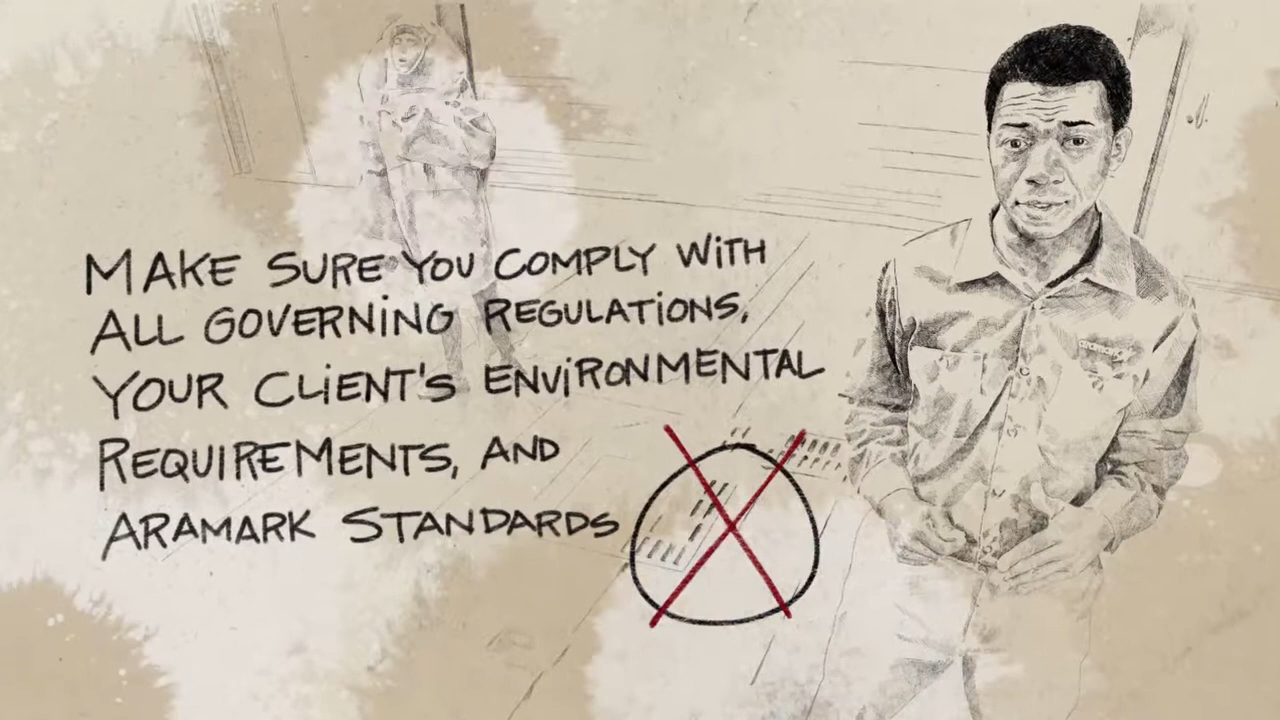 MAKE SURE YOU COMPLY WITH
ALL GOVERNING REGULATIONS,
YOUR CLIENT'S ENVIRONMENTAL
REQUIREMENTS, AND
ARAMARK STANDARDS